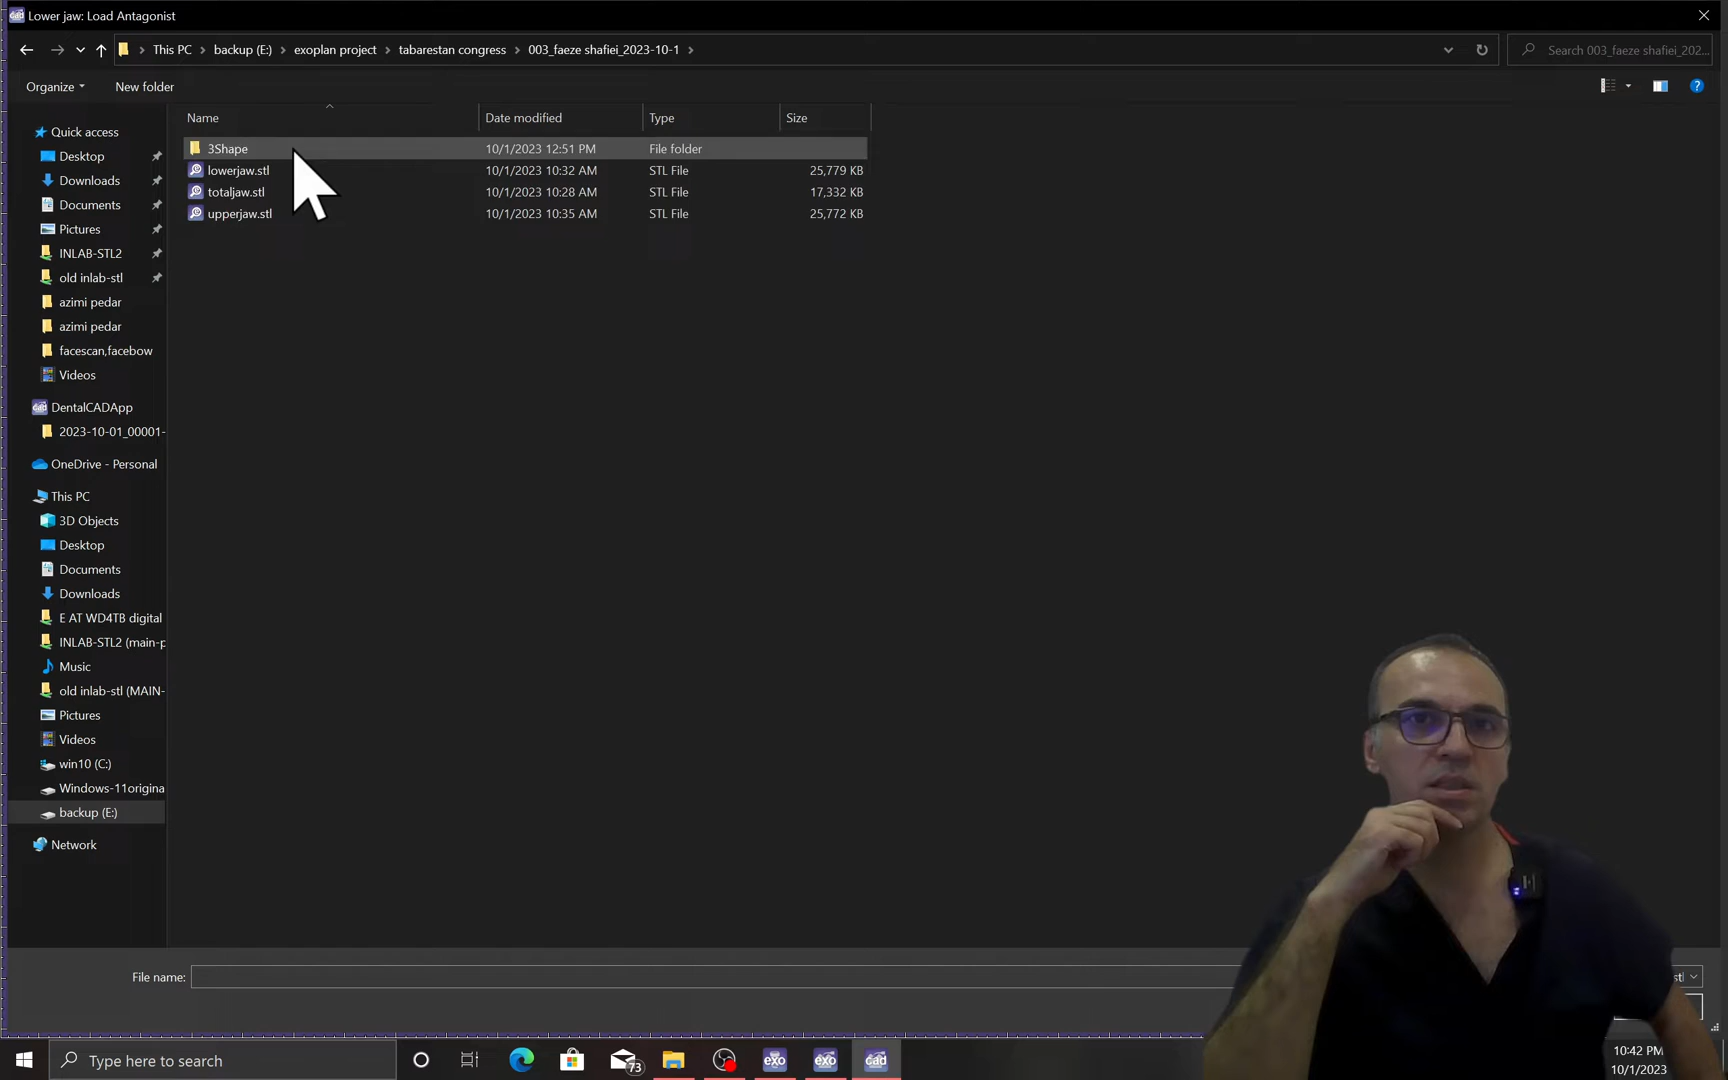 Lower jaw: Load Antagonist
This PC > backup (E:) > exoplan project > tabarestan congress > 003_faeze shafiei_2023-10-1 >
Search 003_faeze shafiei_202...
Organize
New folder
Name
Date modified
Type
Size
3Shape 10/1/2023 12:51 PM File folder
lowerjaw.stl 10/1/2023 10:32 AM STL File 25,779 KB
totaljaw.stl 10/1/2023 10:28 AM STL File 17,332 KB
upperjaw.stl 10/1/2023 10:35 AM STL File 25,772 KB
Quick access
Desktop
Downloads
Documents
Pictures
INLAB-STL2
old inlab-stl
azimi pedar
azimi pedar
facescan,facebow
Videos
DentalCADApp
2023-10-01_00001-
OneDrive - Personal
This PC
3D Objects
Desktop
Documents
Downloads
E AT WD4TB digital
INLAB-STL2 (main-p
Music
old inlab-stl (MAIN-
Pictures
Videos
win10 (C:)
Windows-11origina
backup (E:)
Network
File name:
Type here to search
73
exo
exo
cad
10:42 PM
10/1/2023